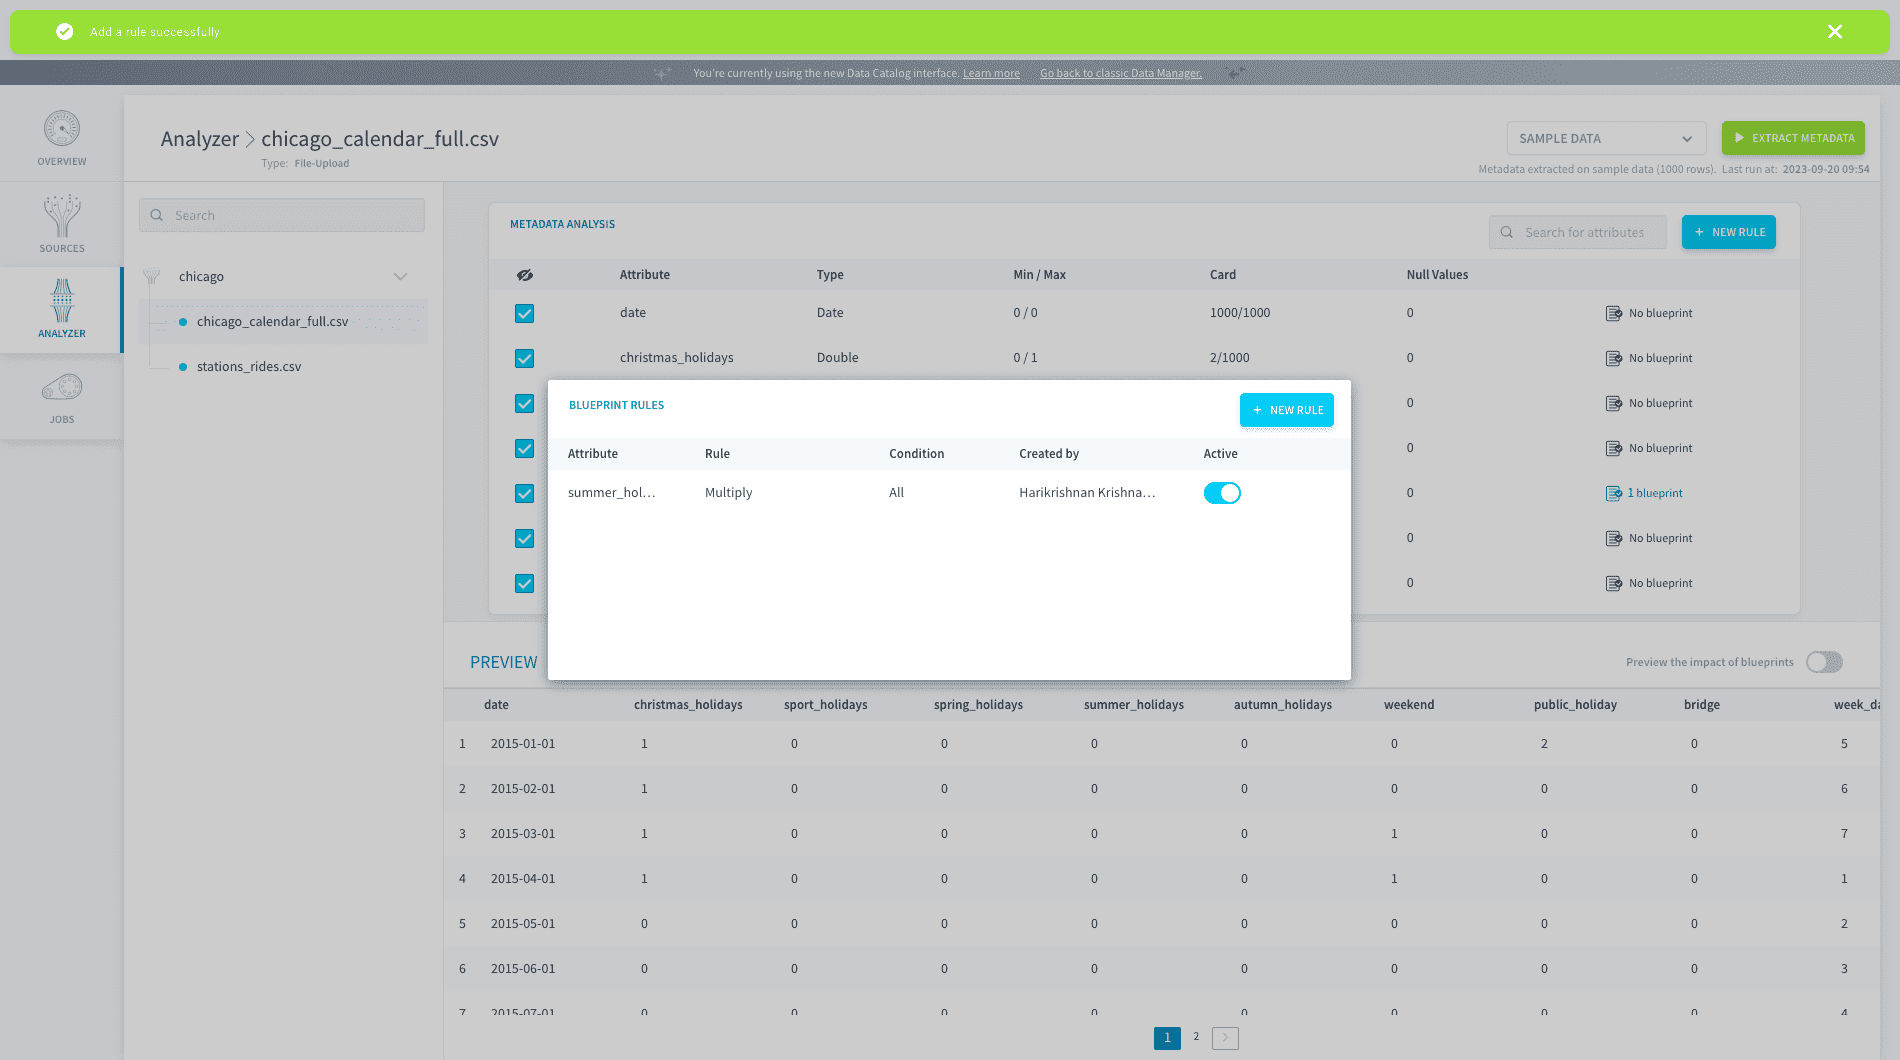 Add a rule successfully
You're currently using the new Data Catalog interface. Learn more Go back to classic Data Manager.
OVERVIEW
SOURCES
ANALYZER
JOBS
Analyzer chicago_calendar_full.csv
Type: File-Upload
SAMPLE DATA
EXTRACT METADATA
Metadata extracted on sample data (1000 rows). Last run at: 2023-09-20 09:54
Search
chicago
chicago_calendar_full.csv
stations_rides.csv
METADATA ANALYSIS
Search for attributes
+ NEW RULE
Attribute Type Min / Max Card Null Values
date Date 0 / 0 1000/1000 0 No blueprint
christmas_holidays Double 0 / 1 2/1000 0 No blueprint
0 No blueprint
0 No blueprint
0 1 blueprint
0 No blueprint
0 No blueprint
BLUEPRINT RULES
+ NEW RULE
Attribute Rule Condition Created by Active
summer_hol... Multiply All Harikrishnan Krishna...
PREVIEW
Preview the impact of blueprints
date christmas_holidays sport_holidays spring_holidays summer_holidays autumn_holidays weekend public_holiday bridge week_da
1 2015-01-01 1 0 0 0 0 0 2 0 5
2 2015-02-01 1 0 0 0 0 0 0 0 6
3 2015-03-01 1 0 0 0 0 1 0 0 7
4 2015-04-01 1 0 0 0 0 1 0 0 1
5 2015-05-01 0 0 0 0 0 0 0 0 2
6 2015-06-01 0 0 0 0 0 0 0 0 3
7 2015-07-01 0 0 0 0 0 0 0 0 4
1 2